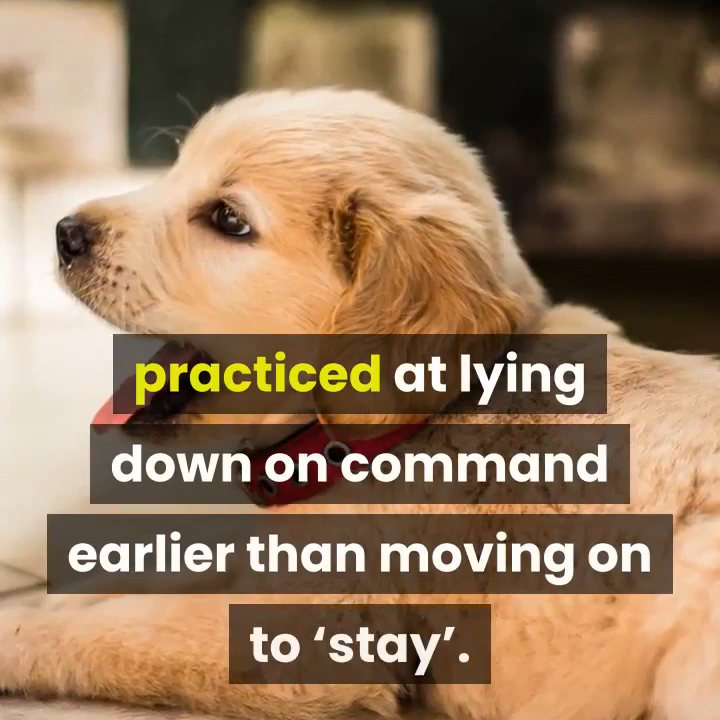 practiced at lying
down on command
earlier than moving on
to ‘stay’.